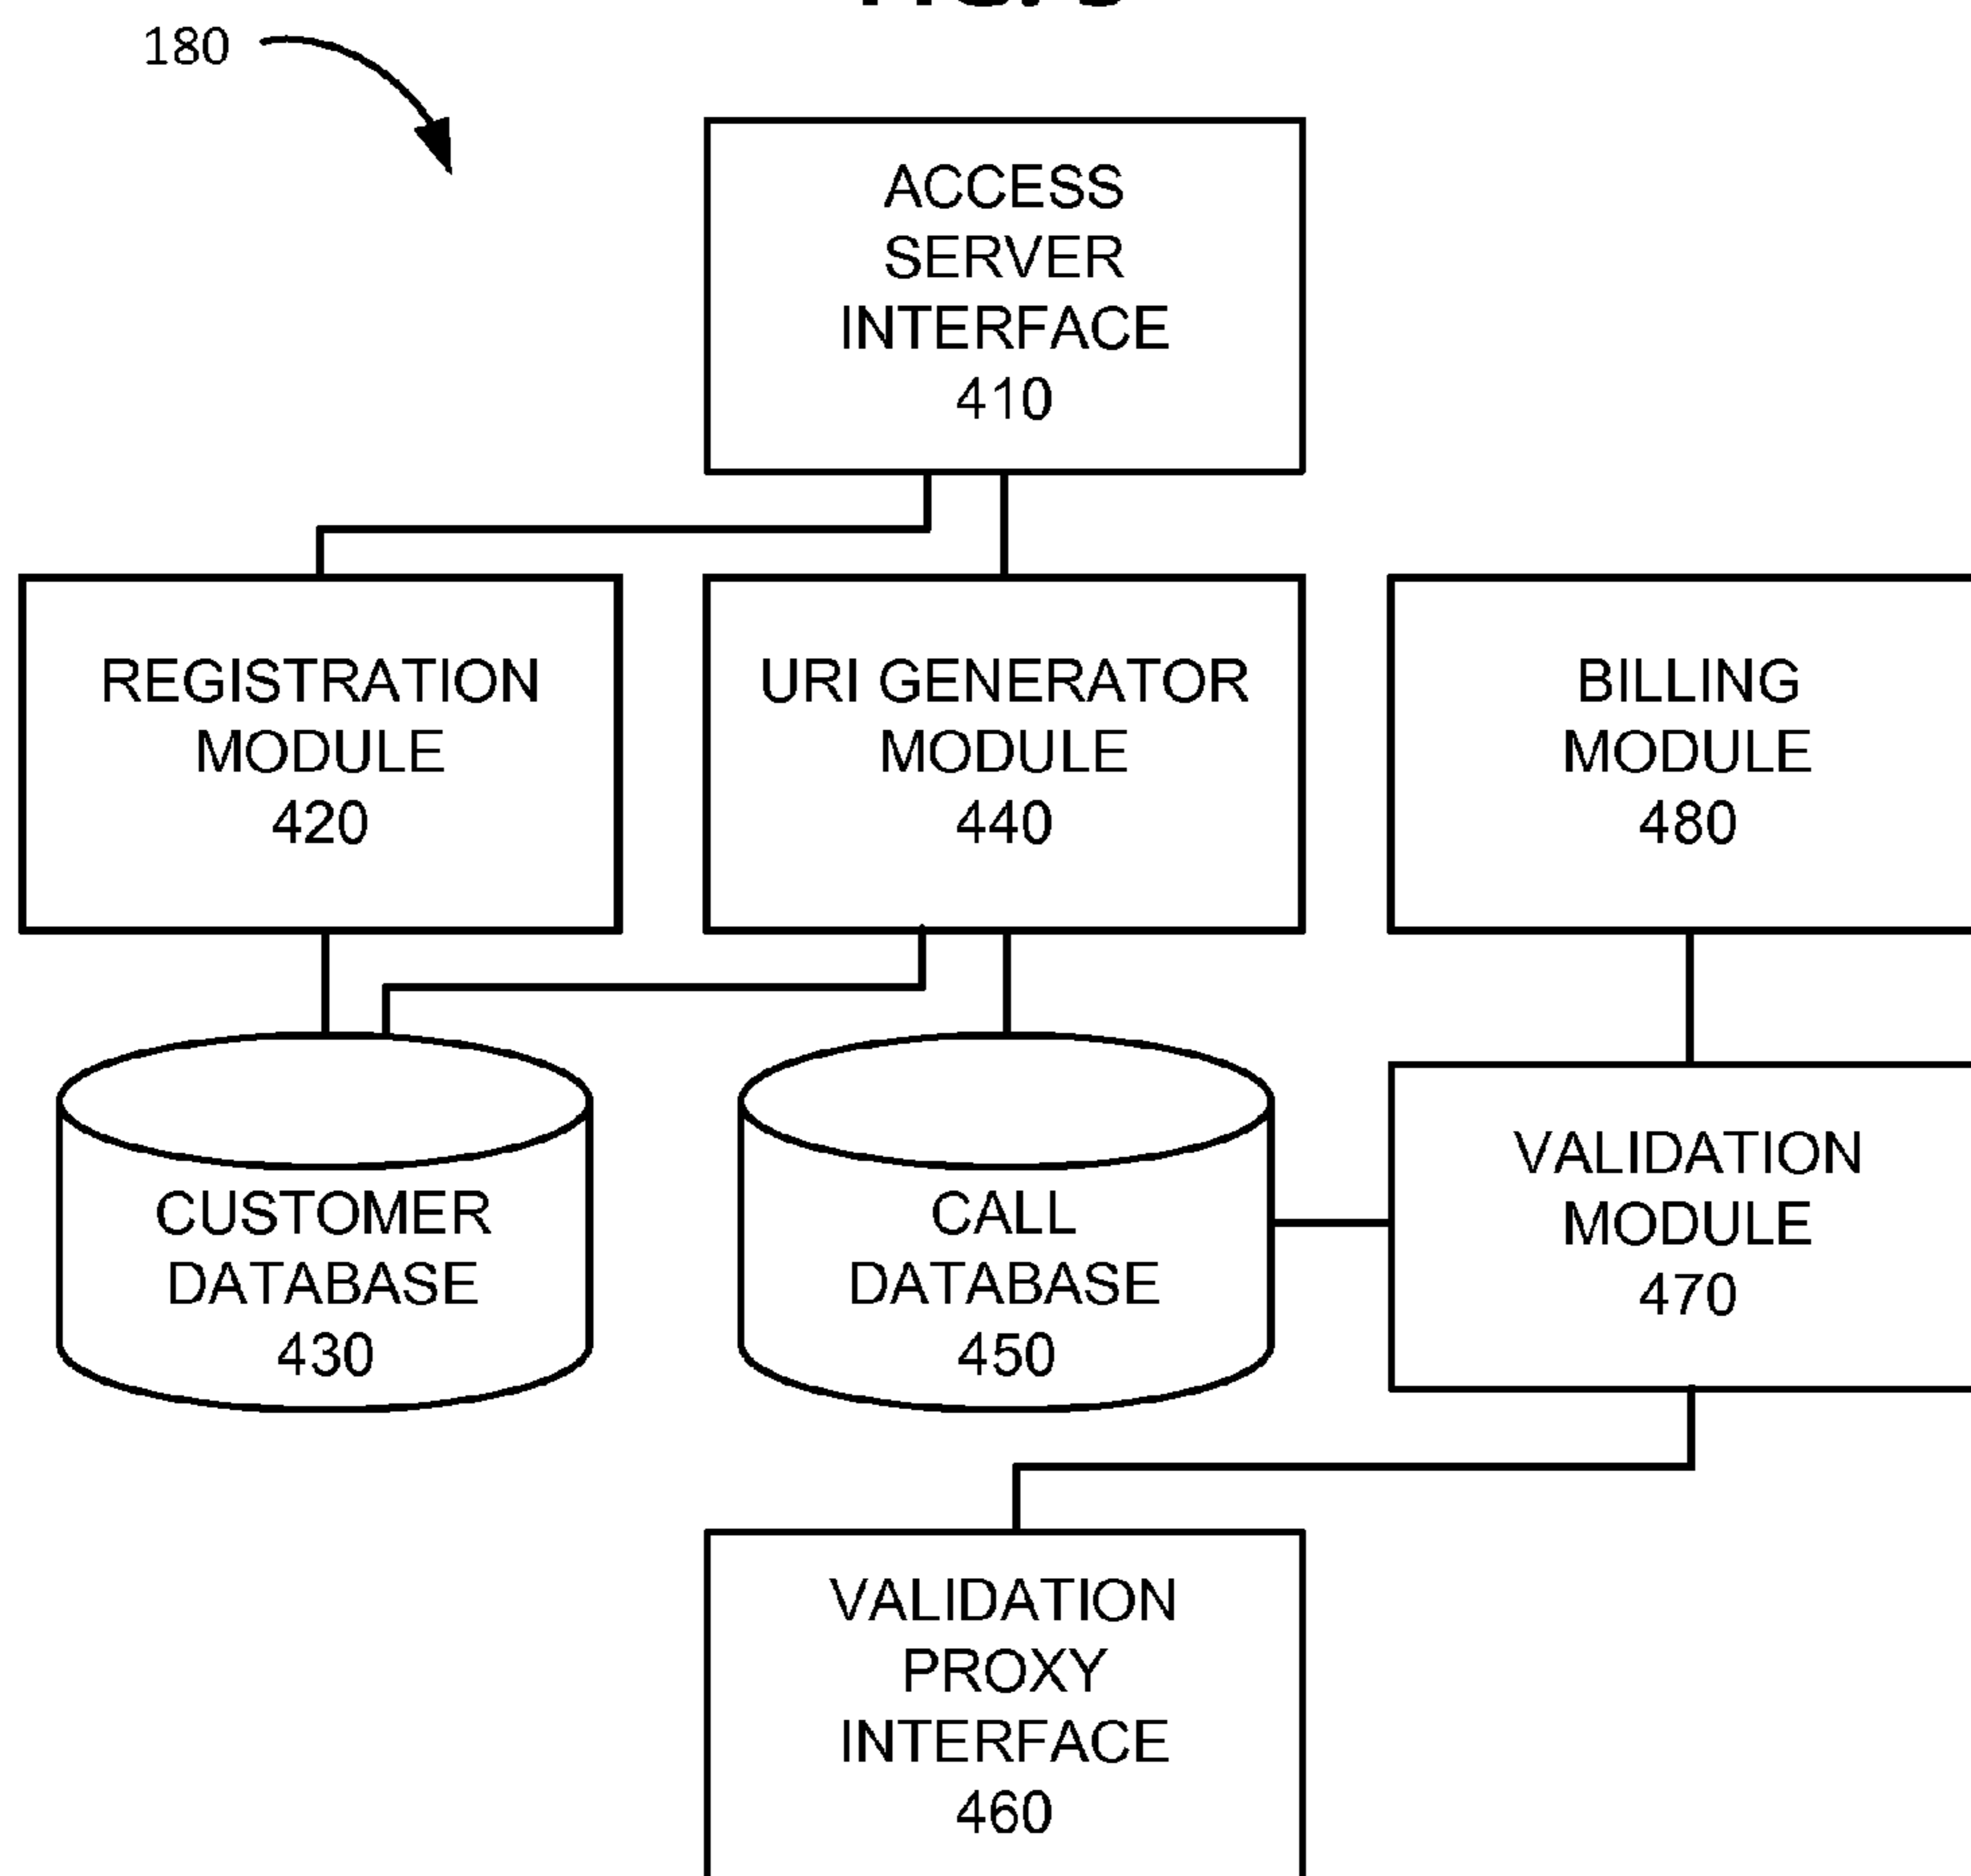 180
ACCESS
SERVER
INTERFACE
410
REGISTRATION
MODULE
420
URI GENERATOR
MODULE
440
BILLING
MODULE
480
CUSTOMER
DATABASE
430
CALL
DATABASE
450
VALIDATION
MODULE
470
VALIDATION
PROXY
INTERFACE
460